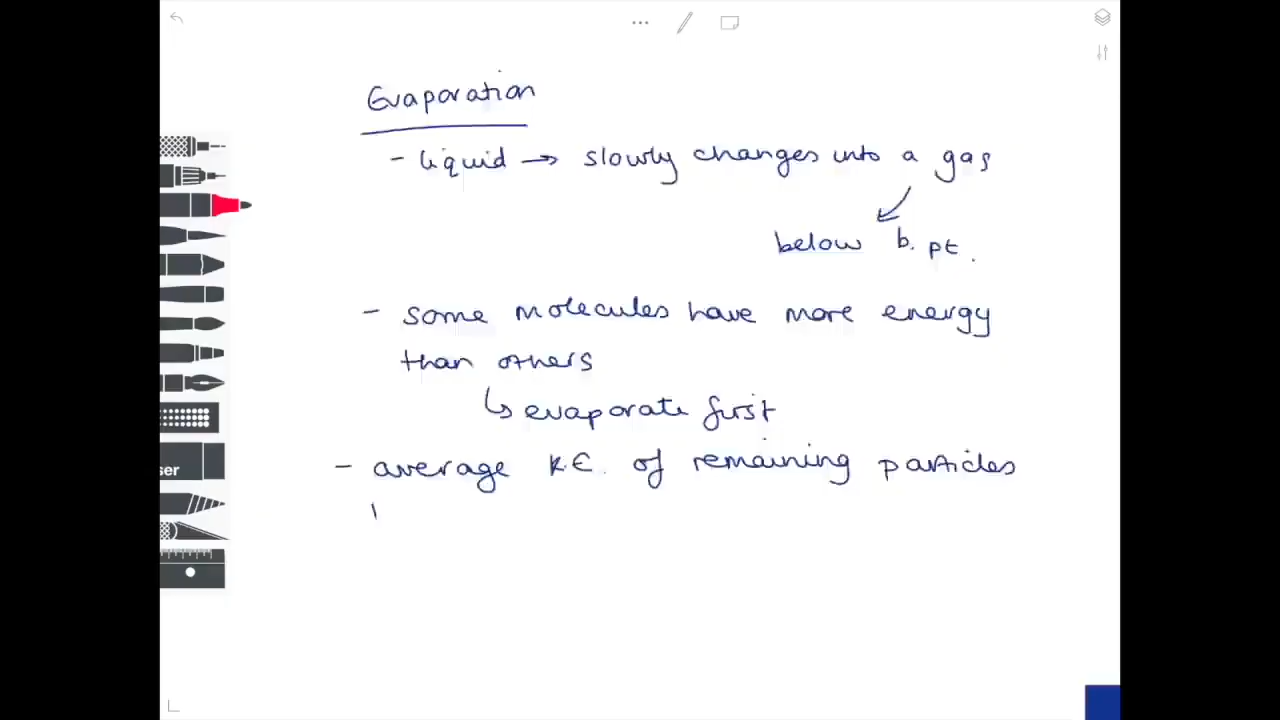 Evaporation
- liquid → slowly changes into a gas
below b. pt.
- some molecules have more energy
than others
↳ evaporate first
- average K.E. of remaining particles
ser